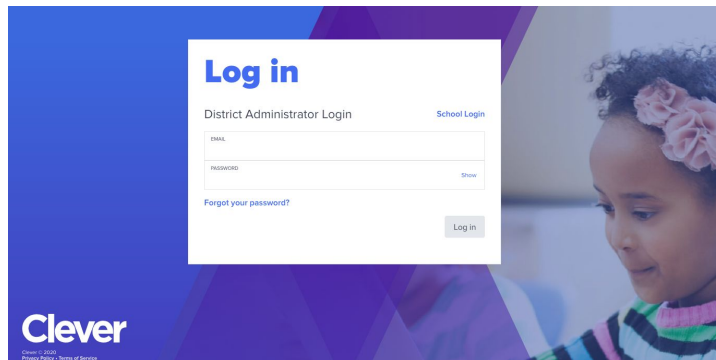 Log in
District Administrator Login
School Login
EMAIL
PASSWORD
Show
Forgot your password?
Log in
Clever
Clever © 2020
Privacy Policy • Terms of Service